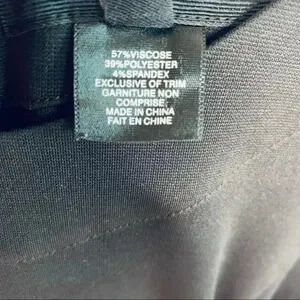 57%VISCOSE
39%POLYESTER
4%SPANDEX
EXCLUSIVE OF TRIM
GARNITURE NON
COMPRISE
MADE IN CHINA
FAIT EN CHINE